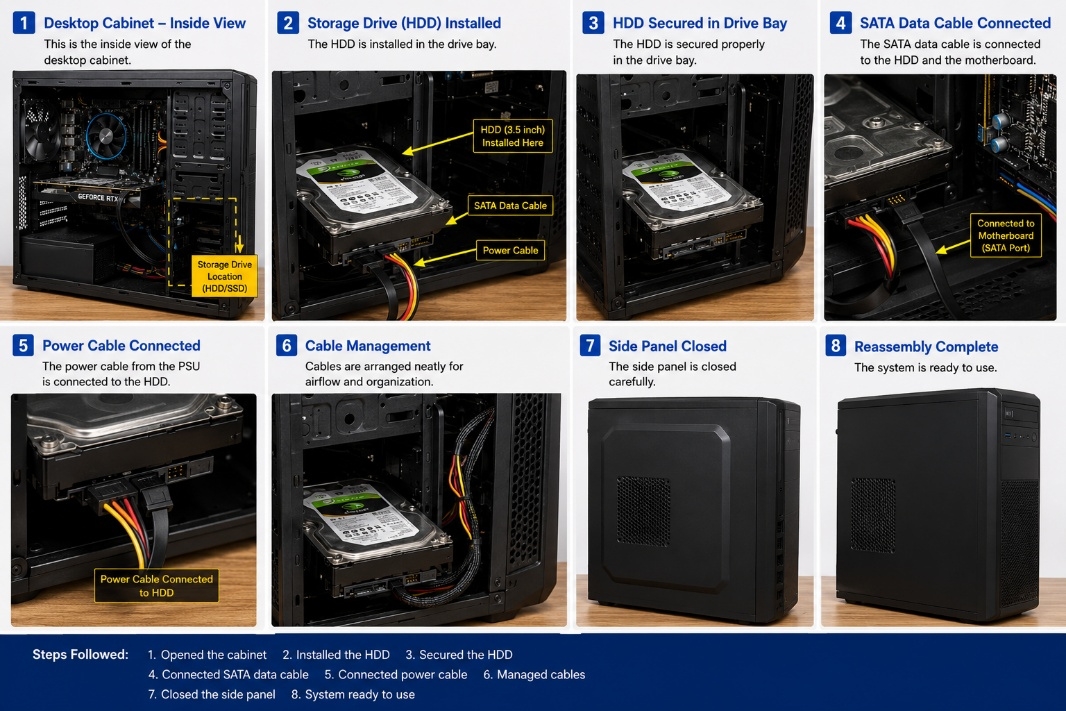 1 Desktop Cabinet – Inside View
This is the inside view of the
desktop cabinet.
GEFORCE RTX
Storage Drive
Location
(HDD/SSD)
2 Storage Drive (HDD) Installed
The HDD is installed in the drive bay.
HDD (3.5 inch)
Installed Here
SATA Data Cable
Power Cable
3 HDD Secured in Drive Bay
The HDD is secured properly
in the drive bay.
4 SATA Data Cable Connected
The SATA data cable is connected
to the HDD and the motherboard.
Connected to
Motherboard
(SATA Port)
5 Power Cable Connected
The power cable from the PSU
is connected to the HDD.
Power Cable Connected
to HDD
6 Cable Management
Cables are arranged neatly for
airflow and organization.
7 Side Panel Closed
The side panel is closed
carefully.
8 Reassembly Complete
The system is ready to use.
Steps Followed: 1. Opened the cabinet 2. Installed the HDD 3. Secured the HDD
4. Connected SATA data cable 5. Connected power cable 6. Managed cables
7. Closed the side panel 8. System ready to use